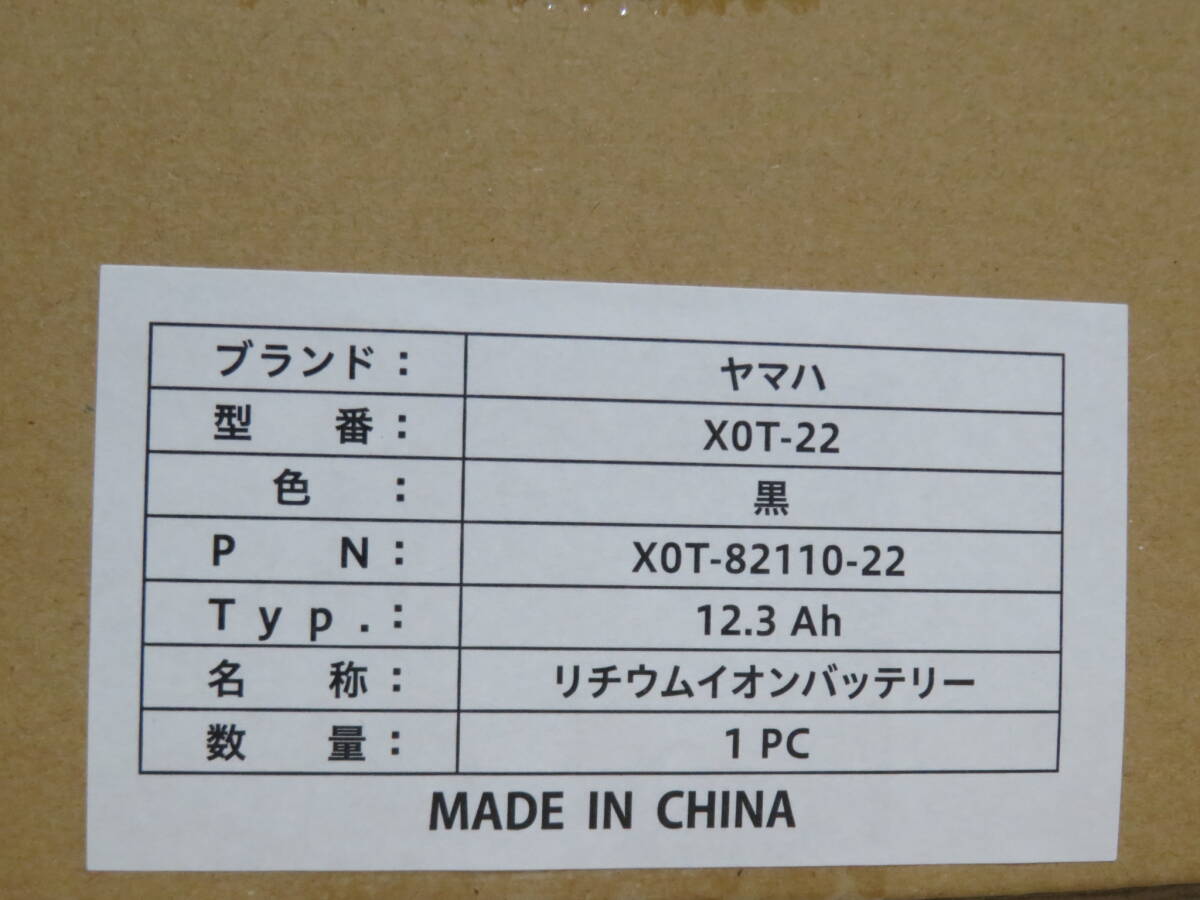 ブランド： ヤマハ
型番： X0T-22
色： 黒
PN： X0T-82110-22
Typ.： 12.3 Ah
名称： リチウムイオンバッテリー
数量： 1 PC
MADE IN CHINA